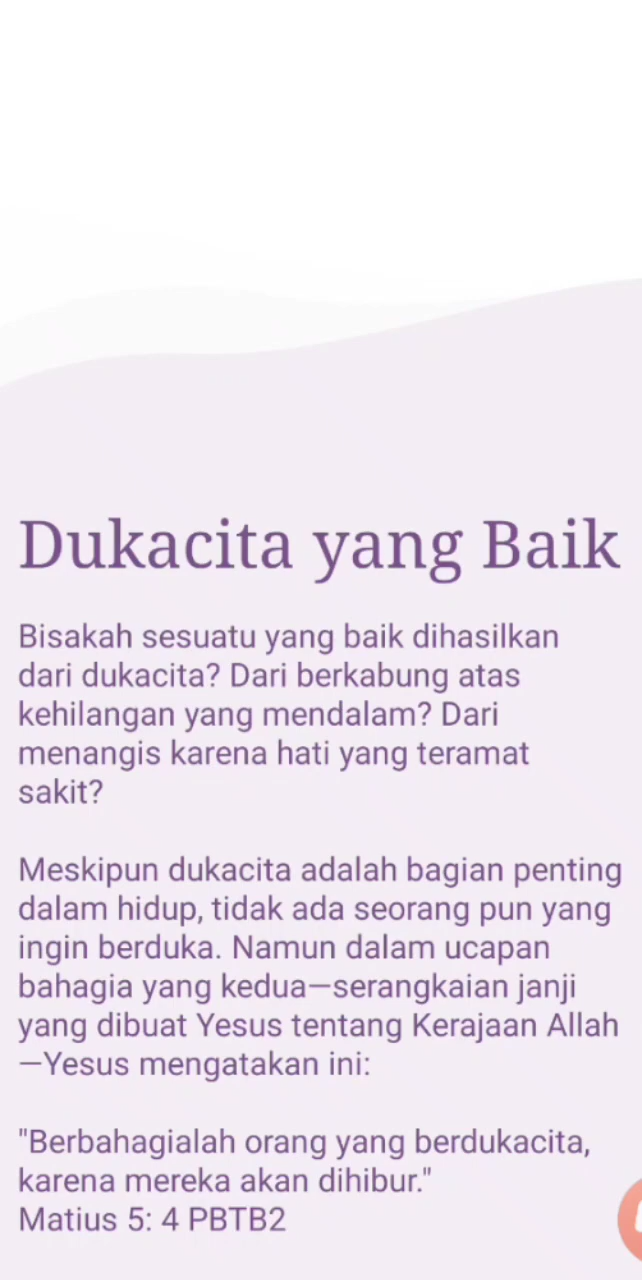 Dukacita yang Baik
Bisakah sesuatu yang baik dihasilkan
dari dukacita? Dari berkabung atas
kehilangan yang mendalam? Dari
menangis karena hati yang teramat
sakit?
Meskipun dukacita adalah bagian penting
dalam hidup, tidak ada seorang pun yang
ingin berduka. Namun dalam ucapan
bahagia yang kedua—serangkaian janji
yang dibuat Yesus tentang Kerajaan Allah
—Yesus mengatakan ini:
"Berbahagialah orang yang berdukacita,
karena mereka akan dihibur."
Matius 5: 4 PBTB2